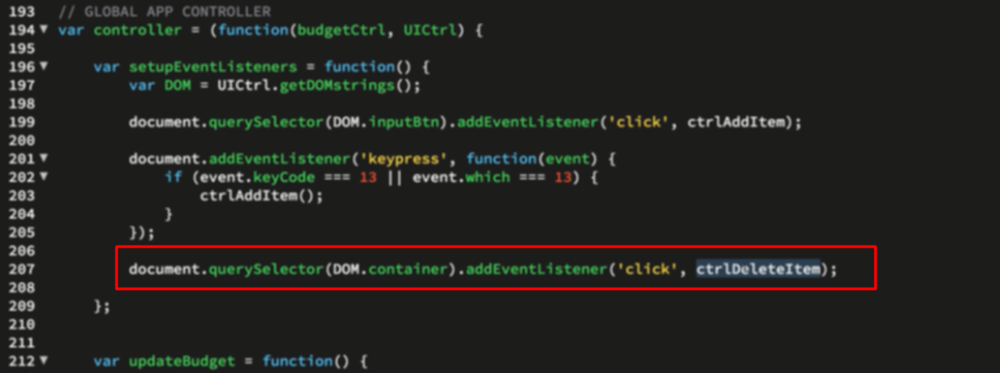 193 // GLOBAL APP CONTROLLER
194 ▼ var controller = (function(budgetCtrl, UICtrl) {
195
196 ▼ var setupEventListeners = function() {
197 var DOM = UICtrl.getDOMstrings();
198
199 document.querySelector(DOM.inputBtn).addEventListener('click', ctrlAddItem);
200
201 ▼ document.addEventListener('keypress', function(event) {
202 ▼ if (event.keyCode === 13 || event.which === 13) {
203 ctrlAddItem();
204 }
205 });
206
207 document.querySelector(DOM.container).addEventListener('click', ctrlDeleteItem);
208
209 };
210
211
212 ▼ var updateBudget = function() {